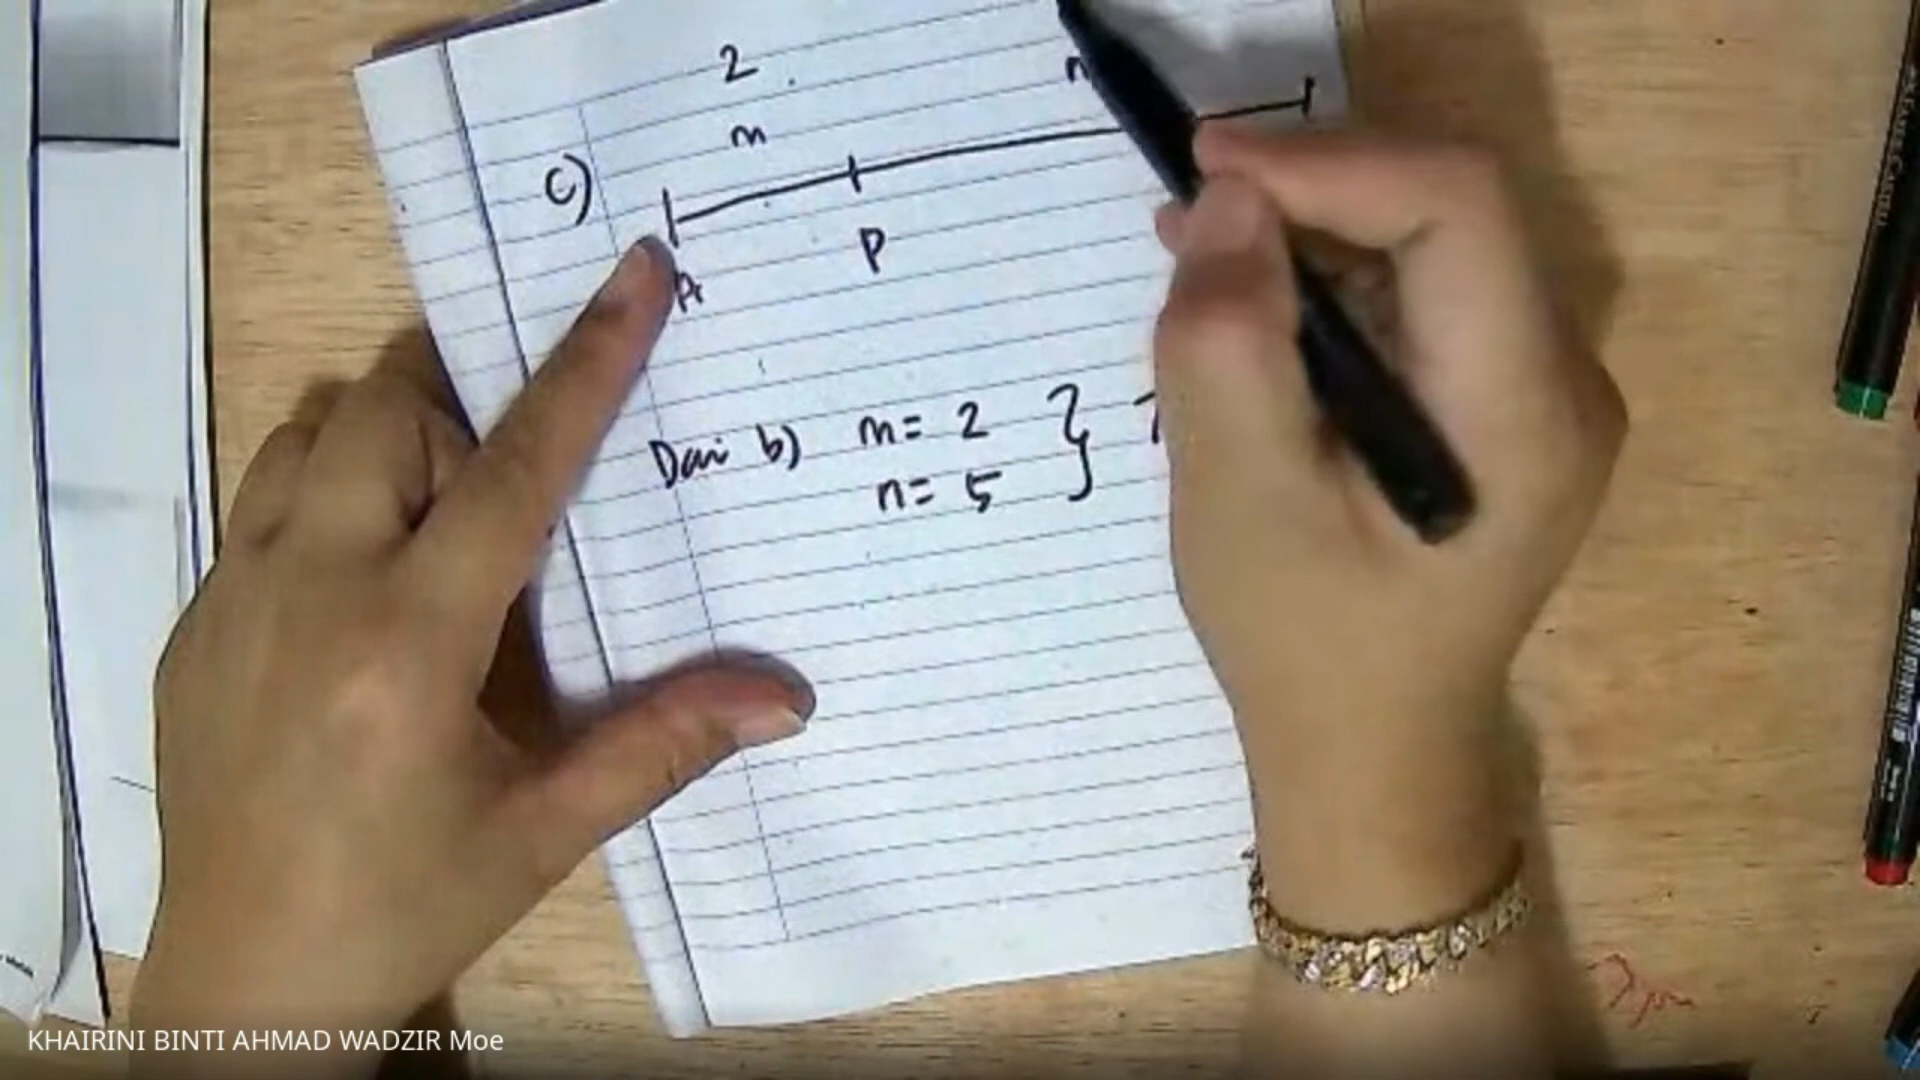 2
m n
c)
P
A
Dari b) m = 2
n = 5 }
KHAIRINI BINTI AHMAD WADZIR Moe